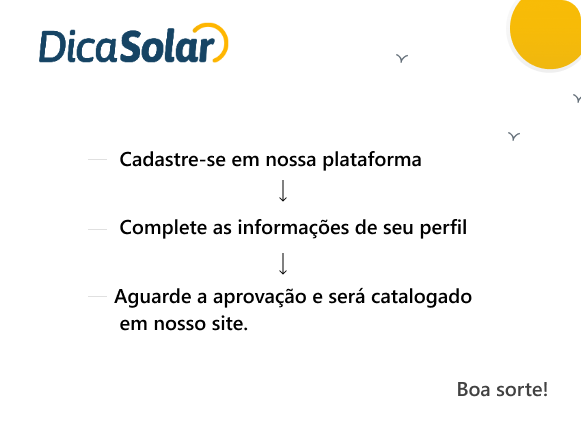 DicaSolar
Cadastre-se em nossa plataforma
Complete as informações de seu perfil
Aguarde a aprovação e será catalogado
em nosso site.
Boa sorte!